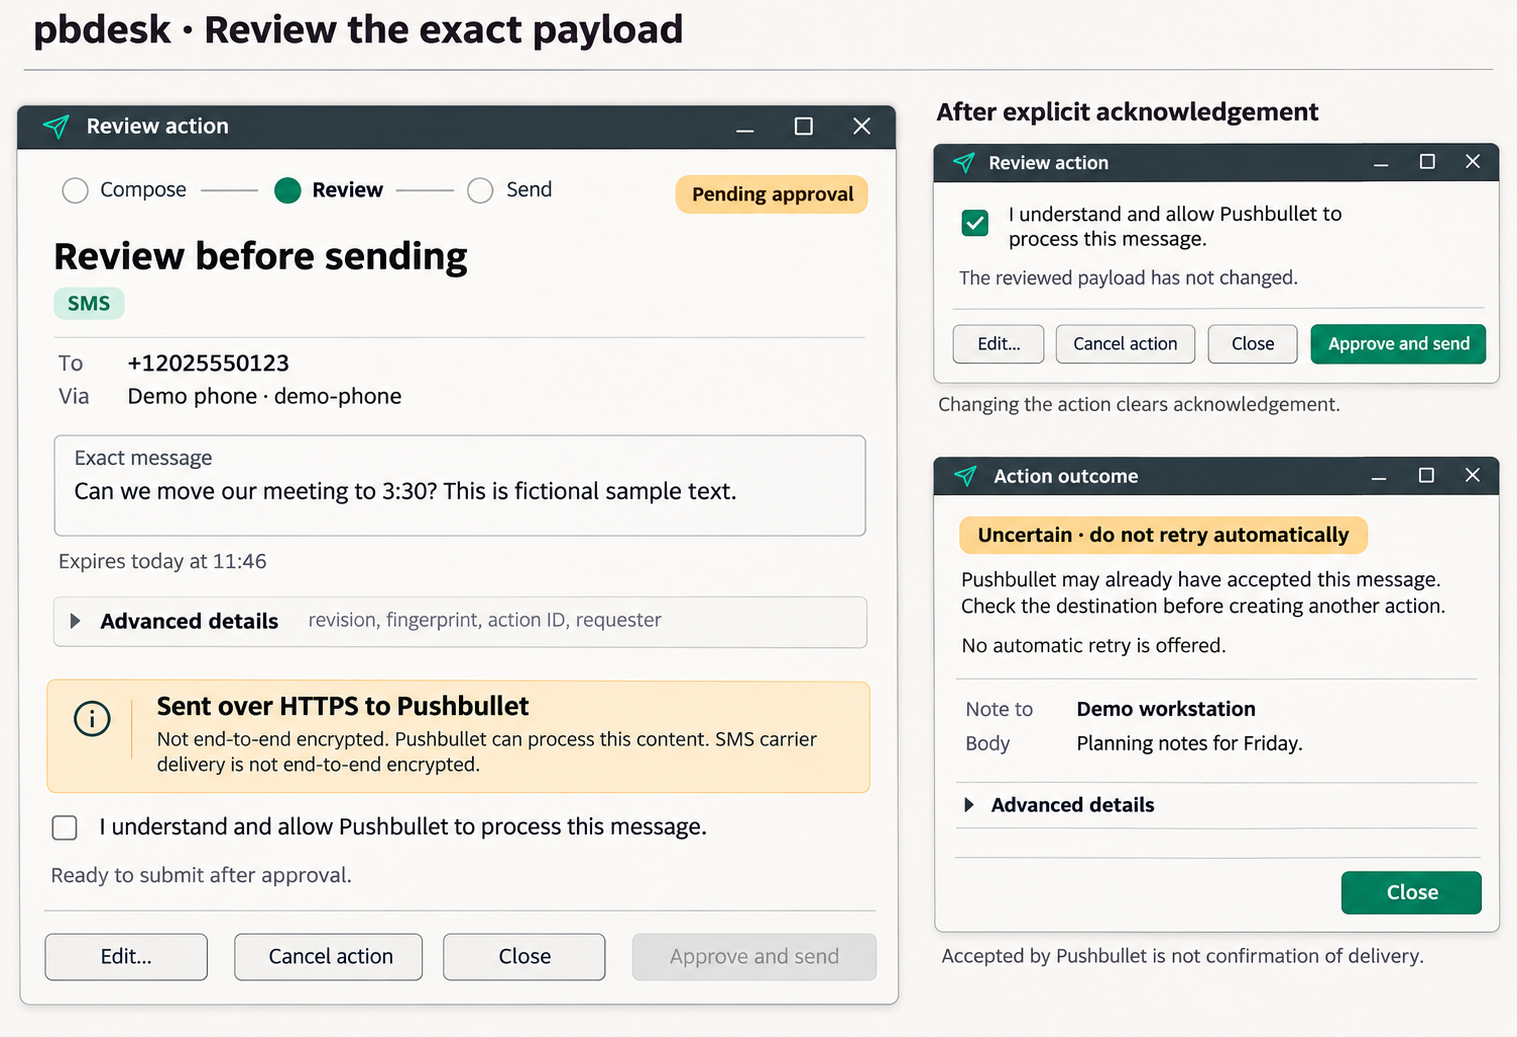 pbdesk · Review the exact payload
Review action
Compose
Review
Send
Pending approval
Review before sending
SMS
To +12025550123
Via Demo phone · demo-phone
Exact message
Can we move our meeting to 3:30? This is fictional sample text.
Expires today at 11:46
Advanced details revision, fingerprint, action ID, requester
Sent over HTTPS to Pushbullet
Not end-to-end encrypted. Pushbullet can process this content. SMS carrier
delivery is not end-to-end encrypted.
I understand and allow Pushbullet to process this message.
Ready to submit after approval.
Edit... Cancel action Close Approve and send
After explicit acknowledgement
Review action
I understand and allow Pushbullet to
process this message.
The reviewed payload has not changed.
Edit... Cancel action Close Approve and send
Changing the action clears acknowledgement.
Action outcome
Uncertain · do not retry automatically
Pushbullet may already have accepted this message.
Check the destination before creating another action.
No automatic retry is offered.
Note to Demo workstation
Body Planning notes for Friday.
Advanced details
Close
Accepted by Pushbullet is not confirmation of delivery.